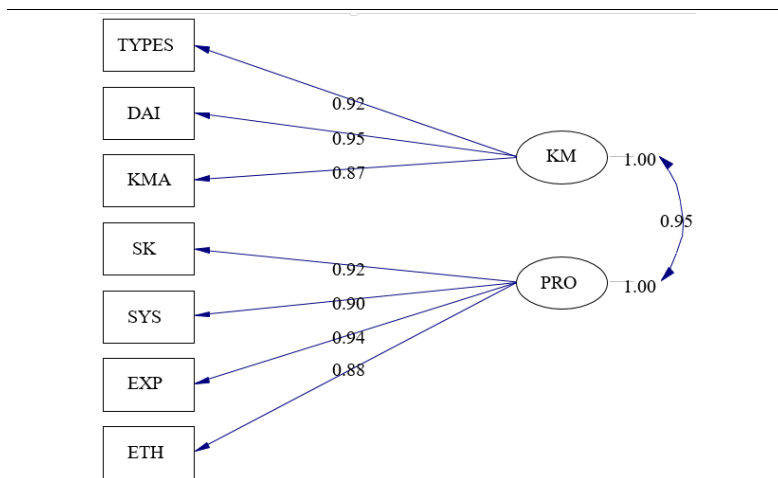 TYPES
0.92
DAI
0.95
KM
1.00
KMA
0.87
0.95
SK
0.92
PRO
1.00
SYS
0.90
0.94
EXP
0.88
ETH